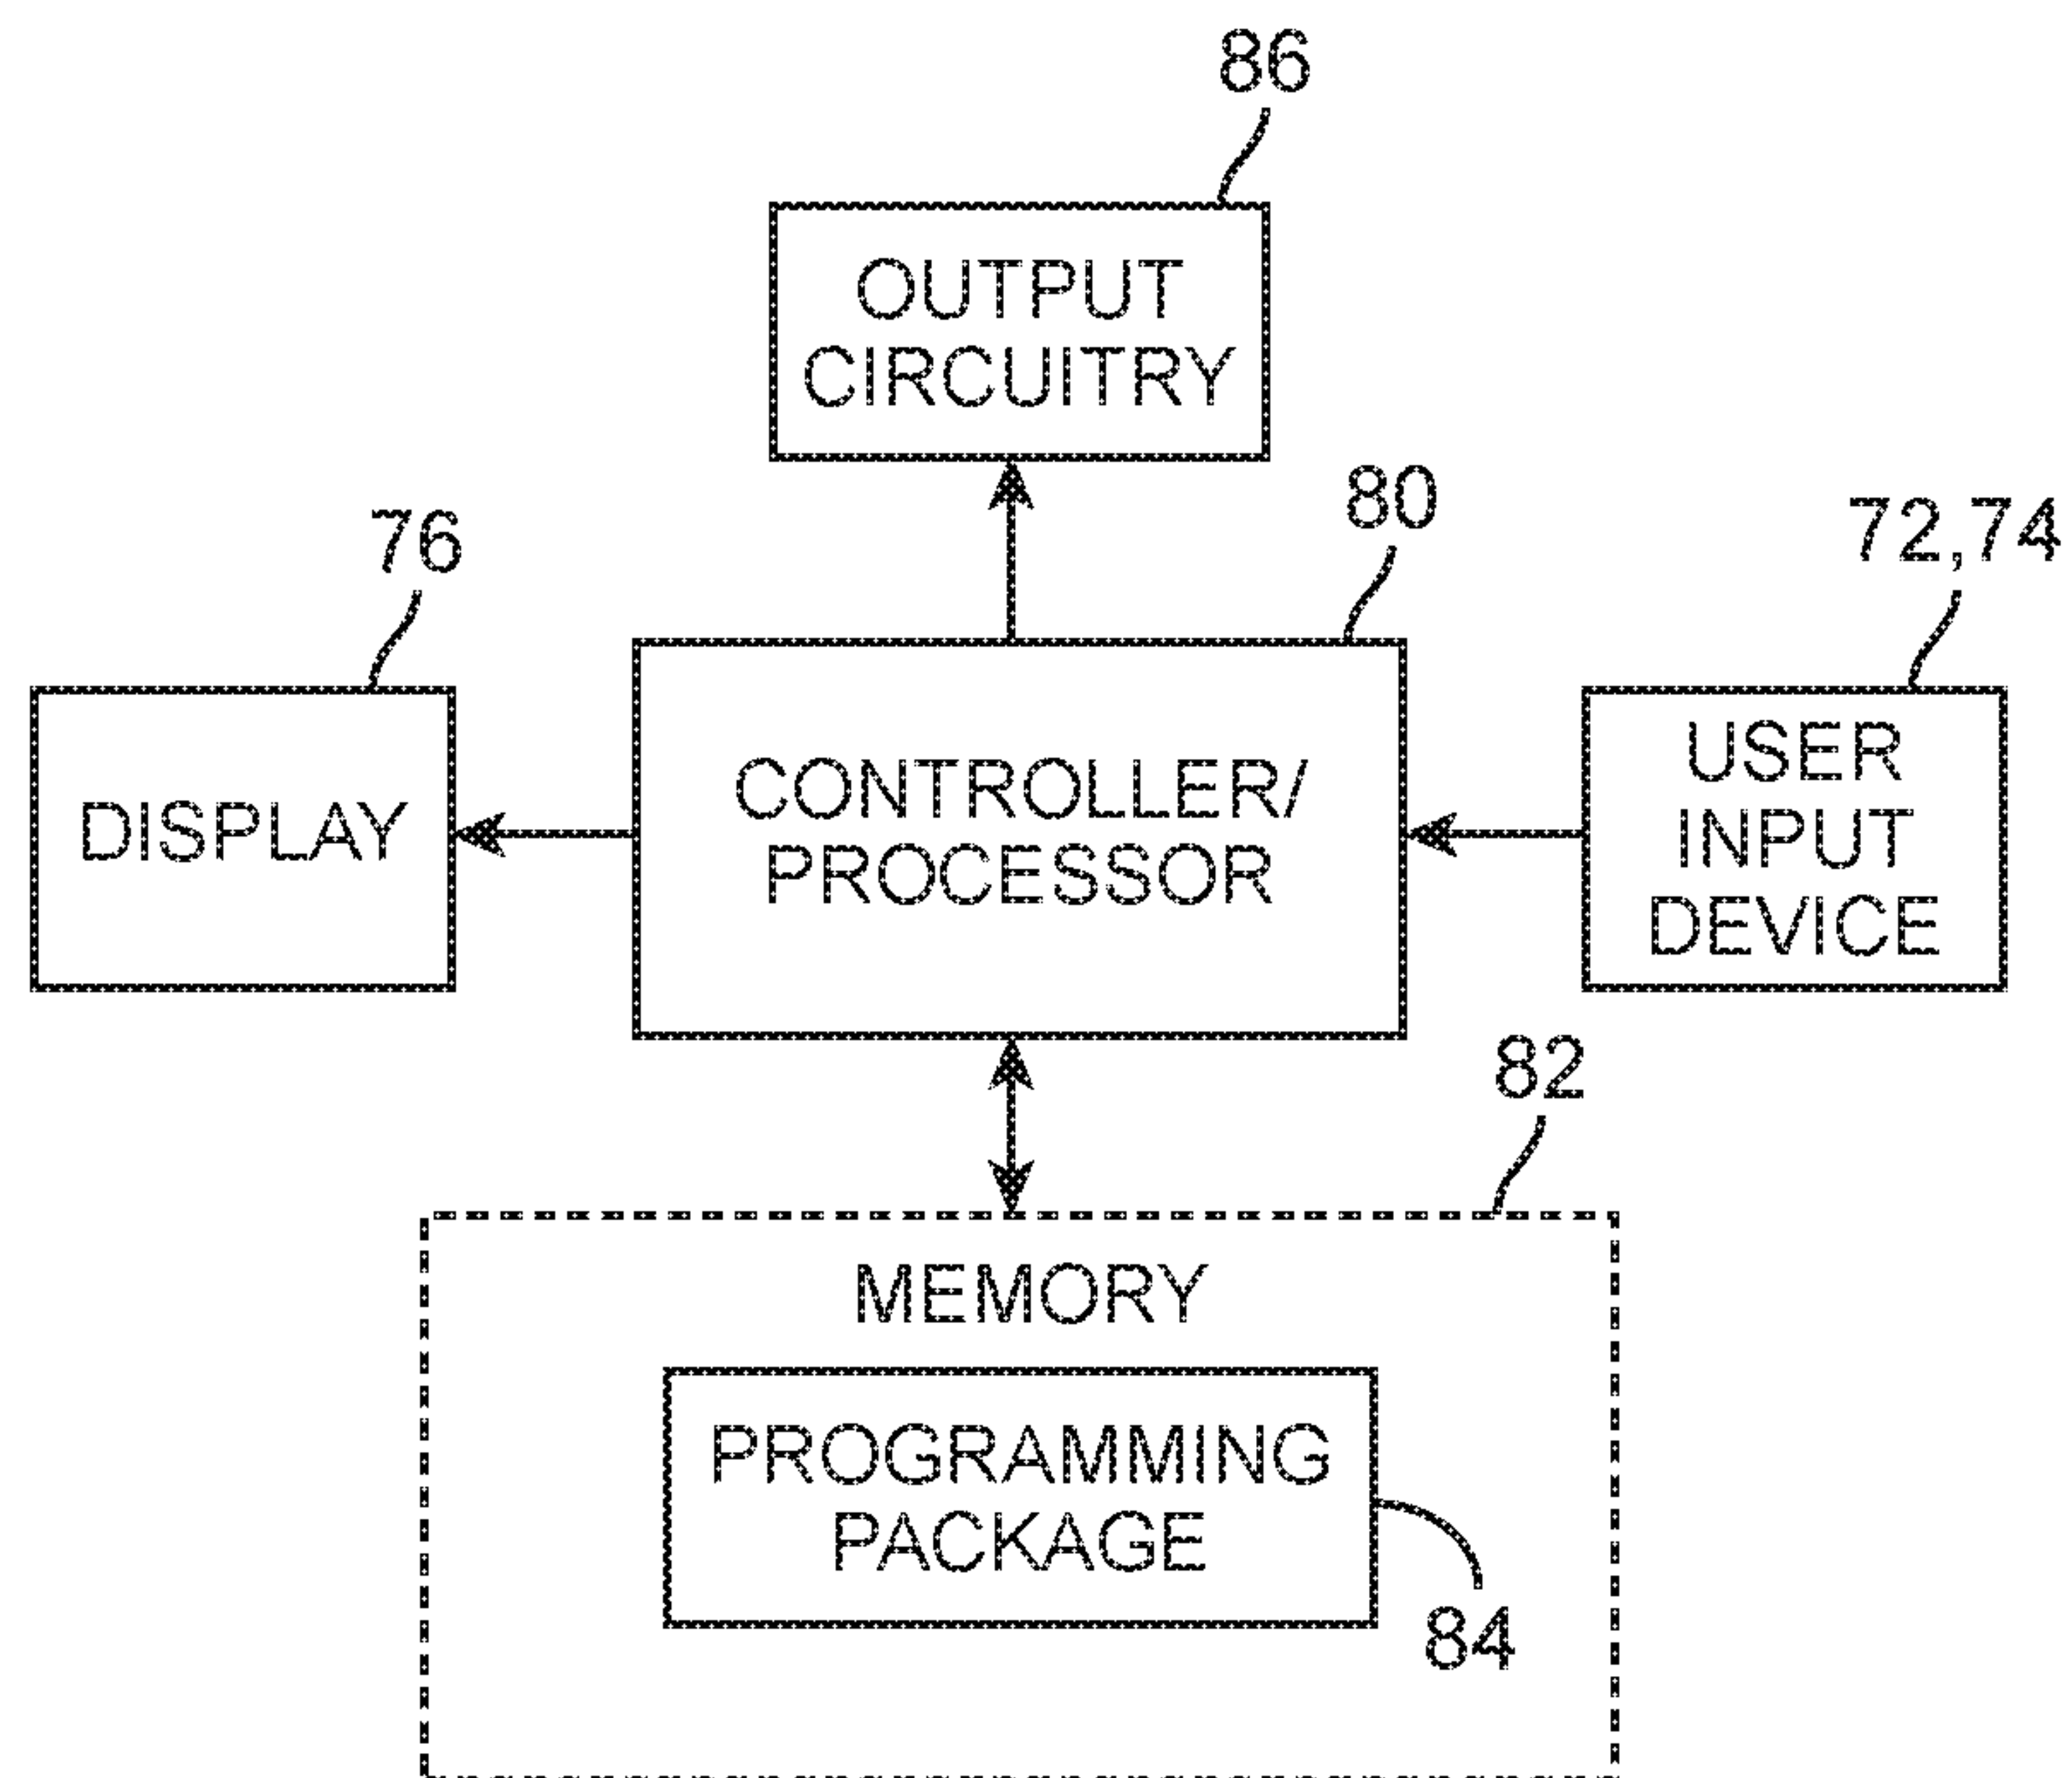 86
OUTPUT
CIRCUITRY
80
76
72,74
DISPLAY
CONTROLLER/
PROCESSOR
USER
INPUT
DEVICE
82
MEMORY
PROGRAMMING
PACKAGE
84